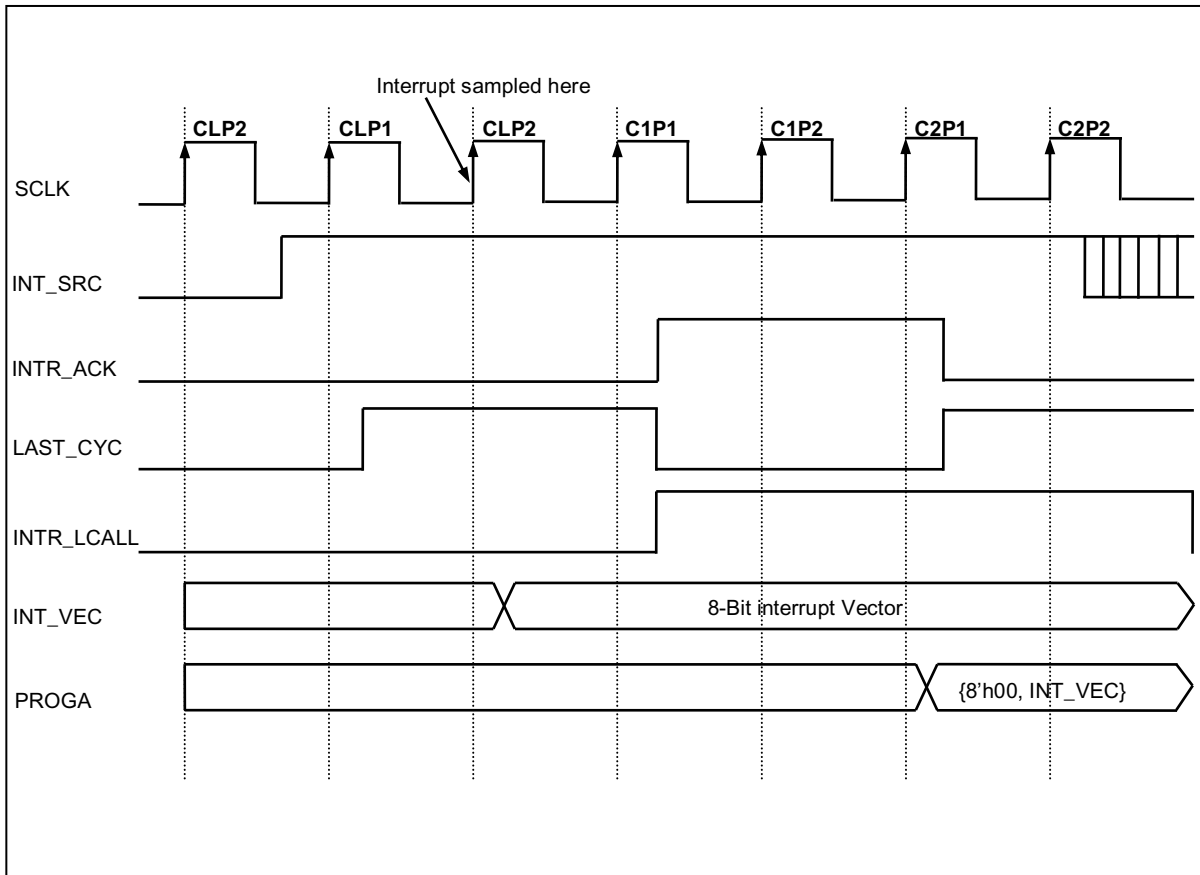 Interrupt sampled here
CLP2 CLP1 CLP2 C1P1 C1P2 C2P1 C2P2
SCLK
INT_SRC
INTR_ACK
LAST_CYC
INTR_LCALL
INT_VEC 8-Bit interrupt Vector
PROGA {8’h00, INT_VEC}